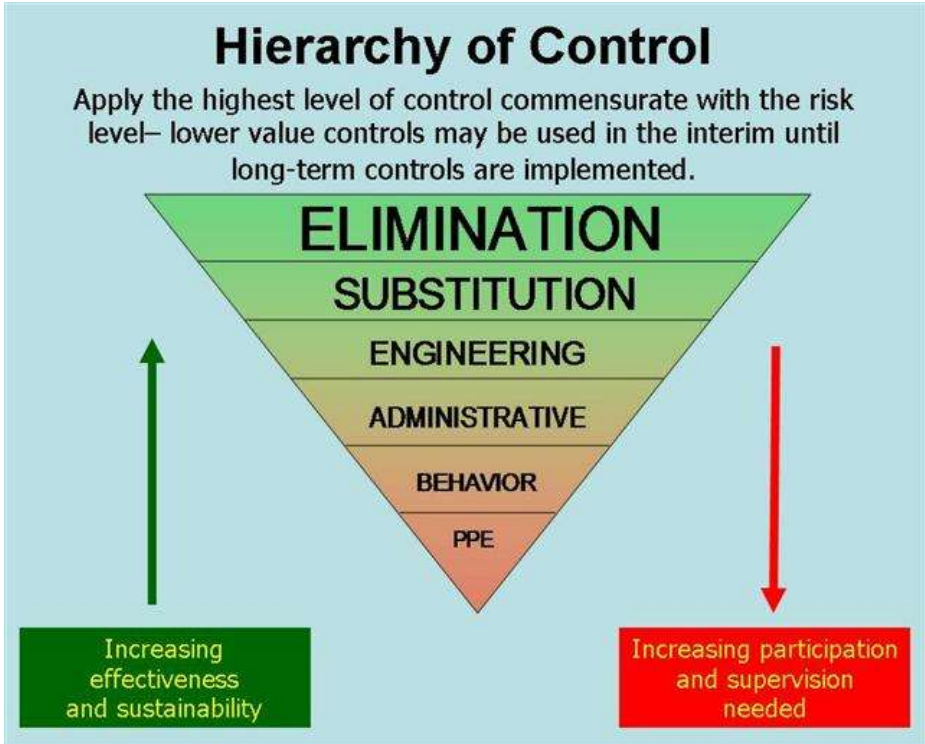 Hierarchy of Control
Apply the highest level of control commensurate with the risk
level– lower value controls may be used in the interim until
long-term controls are implemented.
ELIMINATION
SUBSTITUTION
ENGINEERING
ADMINISTRATIVE
BEHAVIOR
PPE
Increasing
effectiveness
and sustainability
Increasing participation
and supervision
needed